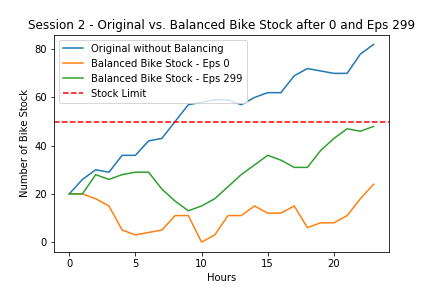 Session 2 - Original vs. Balanced Bike Stock after 0 and Eps 299
Original without Balancing
Balanced Bike Stock - Eps 0
Balanced Bike Stock - Eps 299
Stock Limit
Number of Bike Stock
80
60
40
20
0
0 5 10 15 20
Hours